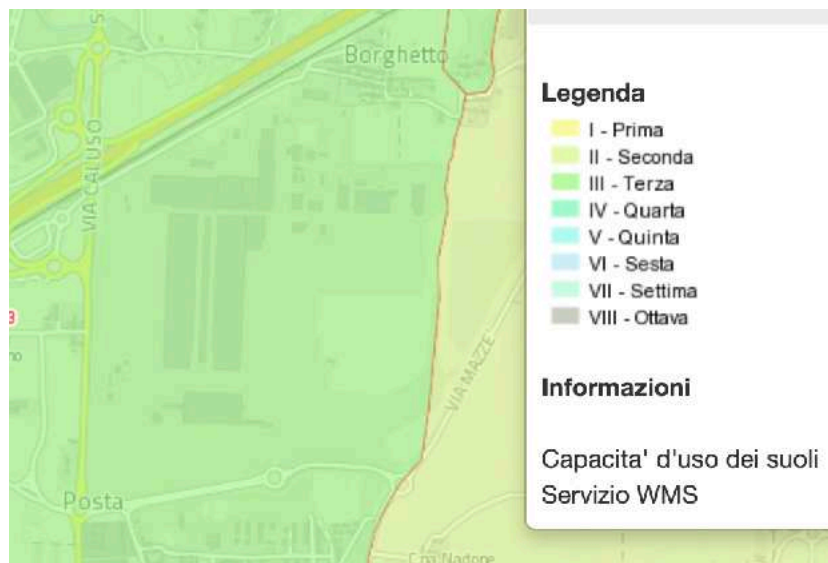 Borghetto
VIA CALUSO
VIA MAZZE
Posta
Legenda
I - Prima
II - Seconda
III - Terza
IV - Quarta
V - Quinta
VI - Sesta
VII - Settima
VIII - Ottava
Informazioni
Capacita' d'uso dei suoli
Servizio WMS